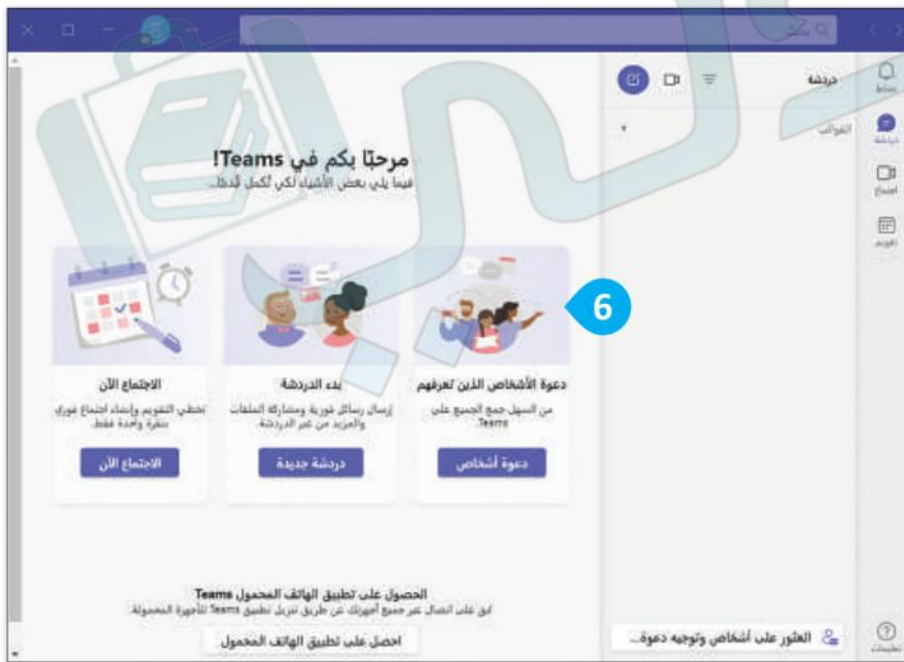 بحث
نشاط
دردشة
اجتماع
تقويم
تعليمات
دردشة
القوالب
العثور على أشخاص وتوجيه دعوة...
مرحبًا بكم في Teams!
فيما يلي بعض الأشياء لكي تُكمل قُدمًا...
6
دعوة الأشخاص الذين تعرفهم
من السهل جمع الجميع على
Teams.
دعوة أشخاص
بدء الدردشة
إرسال رسائل فورية ومشاركة الملفات
والمزيد من عبر الدردشة.
دردشة جديدة
الاجتماع الآن
تخطي التقويم وإنشاء اجتماع فوري
بنقرة واحدة فقط.
الاجتماع الآن
الحصول على تطبيق الهاتف المحمول Teams
ابق على اتصال عبر جميع أجهزتك عن طريق تنزيل تطبيق Teams للأجهزة المحمولة.
احصل على تطبيق الهاتف المحمول